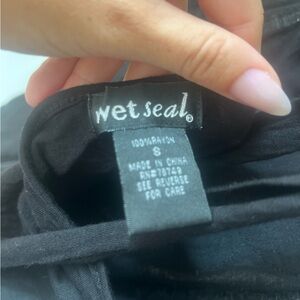 wet seal®
100% RAYON
S
MADE IN CHINA
RN#78749
SEE REVERSE
FOR CARE